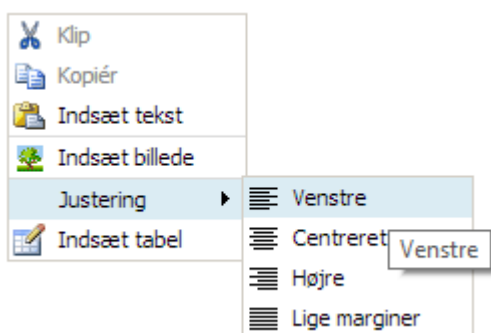 Klip
Kopiér
Indsæt tekst
Indsæt billede
Justering
Indsæt tabel
Venstre
Centreret
Højre
Lige marginer
Venstre